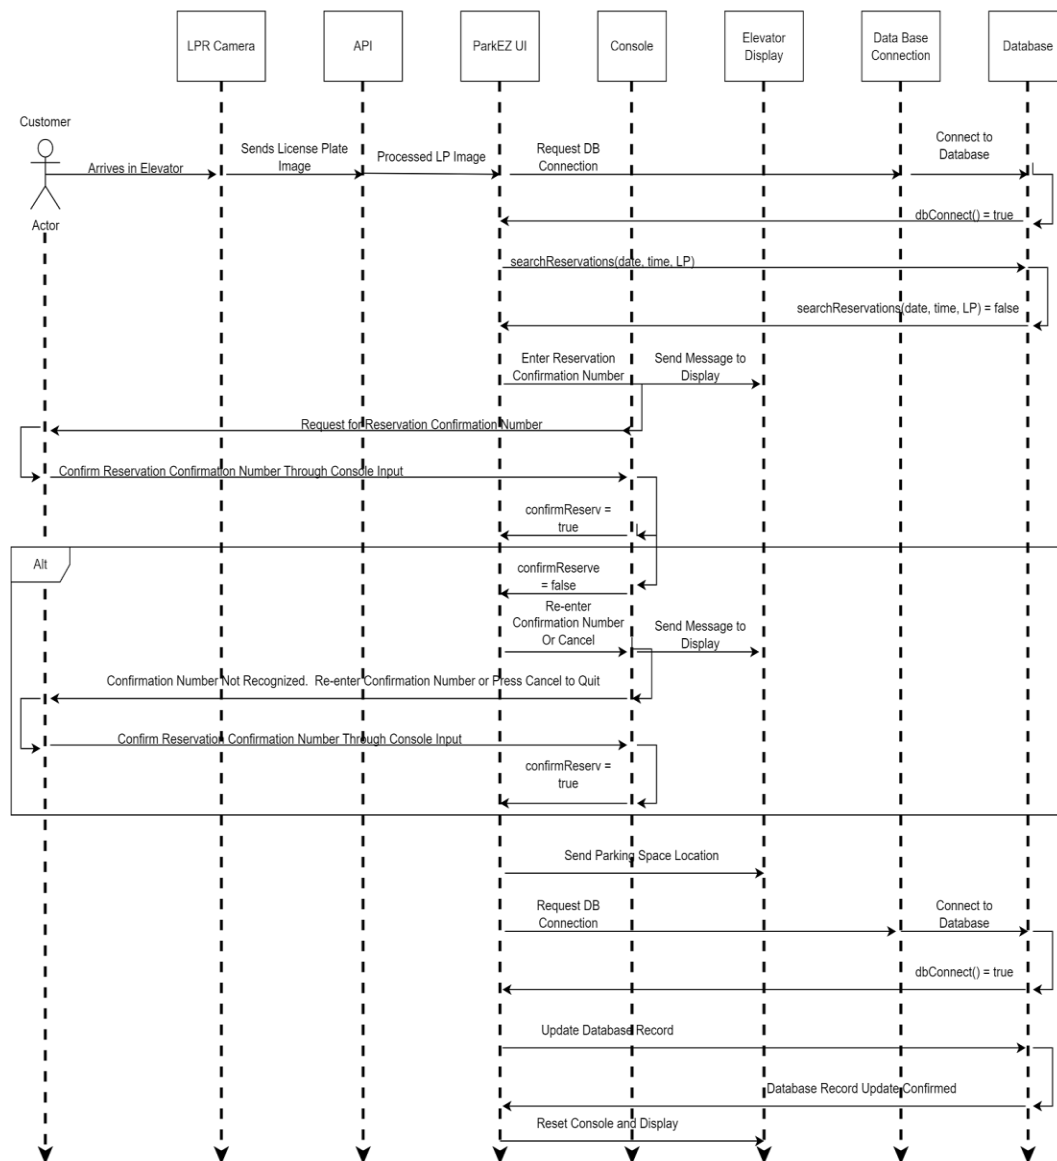 LPR Camera
API
ParkEZ UI
Console
Elevator
Display
Data Base
Connection
Database
Customer
Actor
Arrives in Elevator
Sends License Plate
Image
Processed LP Image
Request DB
Connection
Connect to
Database
dbConnect() = true
searchReservations(date, time, LP)
searchReservations(date, time, LP) = false
Enter Reservation
Confirmation Number
Send Message to
Display
Request for Reservation Confirmation Number
Confirm Reservation Confirmation Number Through Console Input
confirmReserv =
true
Alt
confirmReserve
= false
Re-enter
Confirmation Number
Or Cancel
Send Message to
Display
Confirmation Number Not Recognized. Re-enter Confirmation Number or Press Cancel to Quit
Confirm Reservation Confirmation Number Through Console Input
confirmReserv =
true
Send Parking Space Location
Request DB
Connection
Connect to
Database
dbConnect() = true
Update Database Record
Database Record Update Confirmed
Reset Console and Display